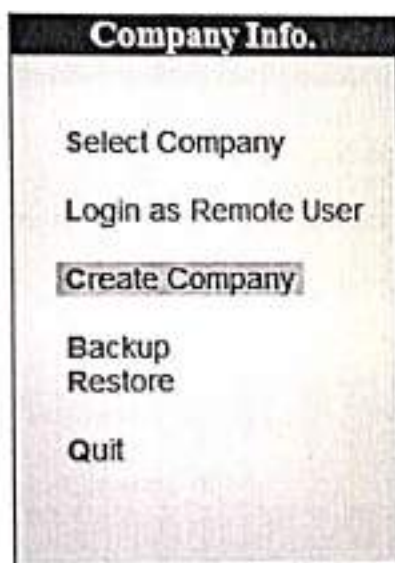 Company Info.
Select Company
Login as Remote User
Create Company
Backup
Restore
Quit